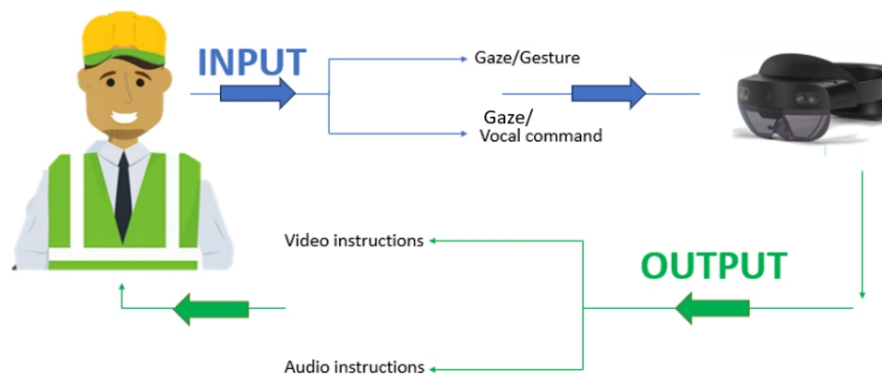 INPUT
Gaze/Gesture
Gaze/
Vocal command
Video instructions
OUTPUT
Audio instructions